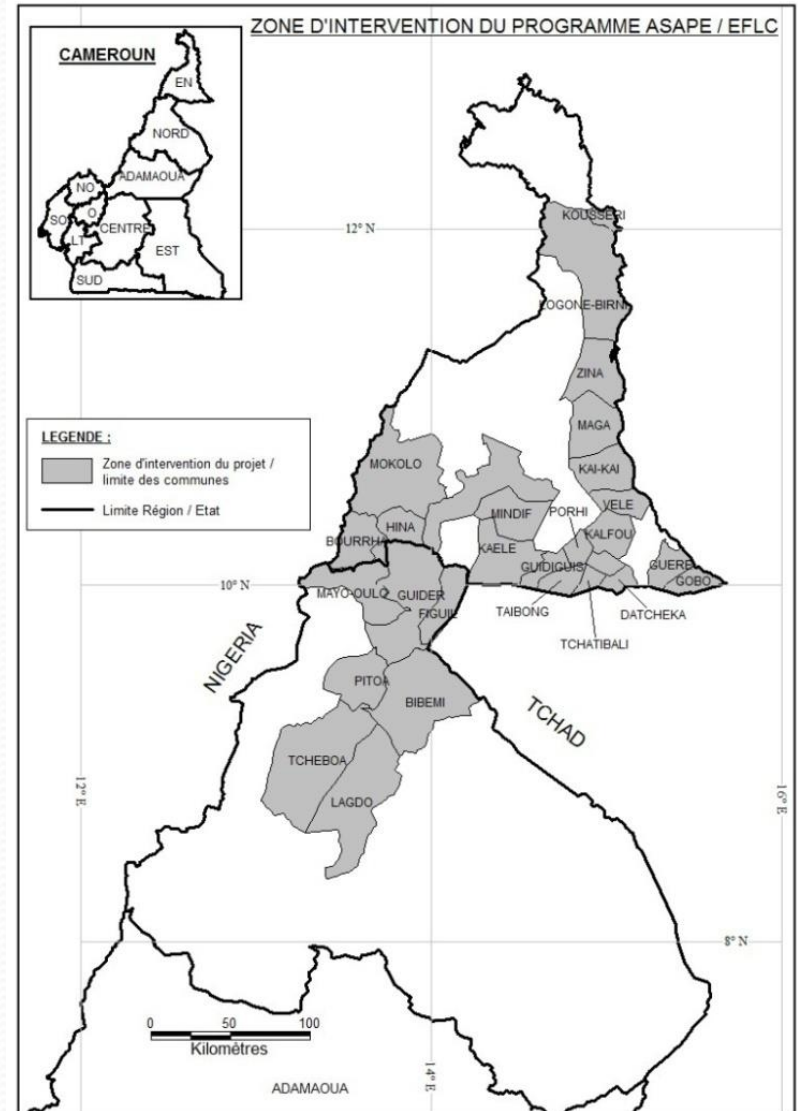 ZONE D'INTERVENTION DU PROGRAMME ASAPE / EFLC
CAMEROUN
EN
NORD
ADAMAOUA
NO
SO
O
LT
CENTRE
EST
SUD
12° N
KOUSSERI
LOGONE-BIRNI
ZINA
MAGA
KAI-KAI
LEGENDE :
Zone d'intervention du projet /
limite des communes
Limite Région / Etat
MOKOLO
VELE
MINDIF
PORHI
HINA
KALFOU
BOURRHA
KAELE
GUIDIGUIS
GUERE
GOBO
10° N
MAYO-OULO
GUIDER
FIGUIL
TAIBONG
DATCHEKA
TCHATIBALI
NIGERIA
PITOA
BIBEMI
TCHAD
TCHEBOA
LAGDO
12° E
16° E
8° N
0 50 100
Kilomètres
14° E
ADAMAOUA